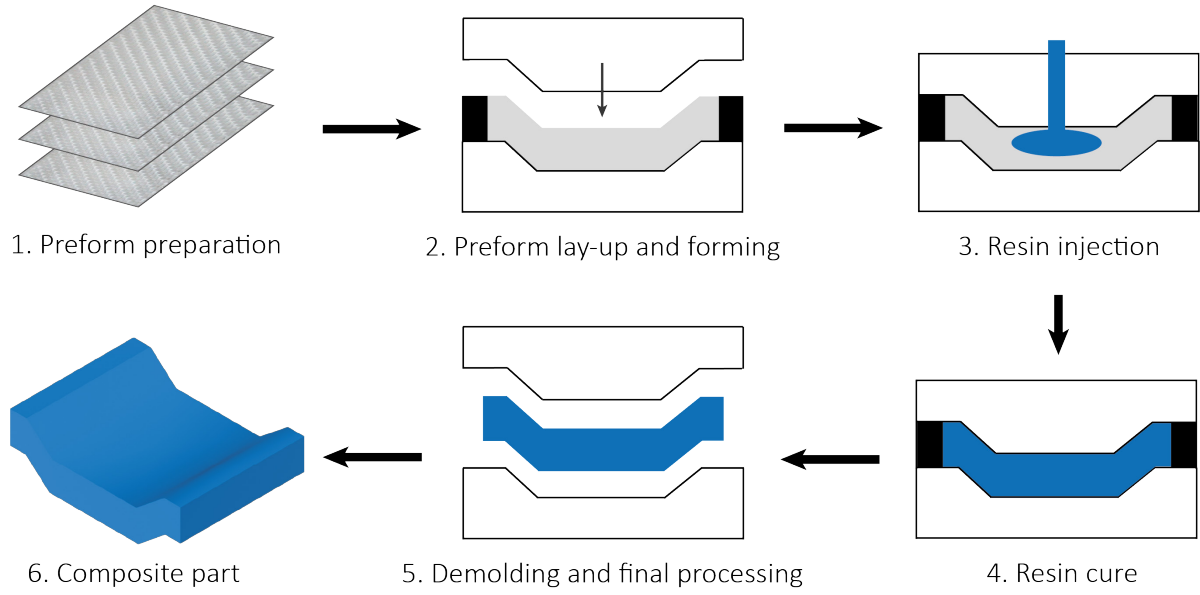 1. Preform preparation
2. Preform lay-up and forming
3. Resin injection
6. Composite part
5. Demolding and final processing
4. Resin cure